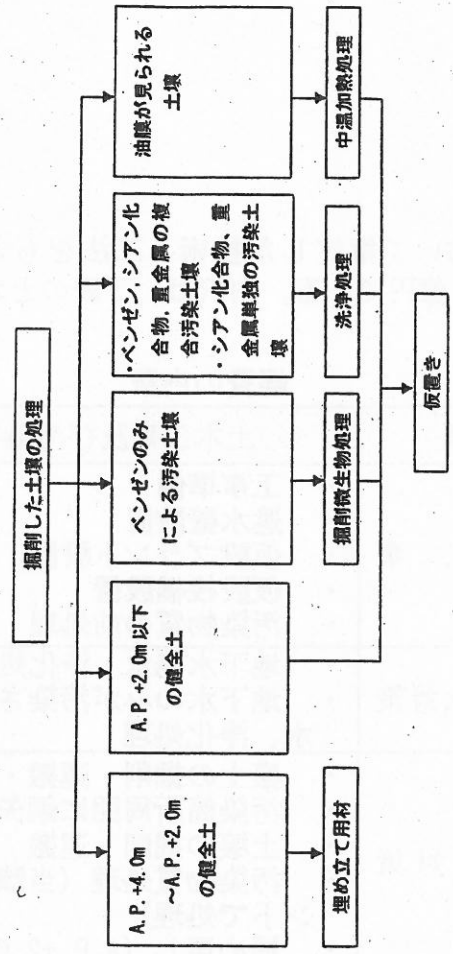 掘削した土壌の処理
A.P.+4.0m
～A.P.+2.0m
の健全土
A.P.+2.0m以下
の健全土
ベンゼンのみ
による汚染土壌
・ベンゼン,シアン化
合物,重金属の複
合汚染土壌
・シアン化合物、重
金属単独の汚染土
壌
油膜が見られる
土壌
埋め立て用材
掘削微生物処理
洗浄処理
中温加熱処理
仮置き